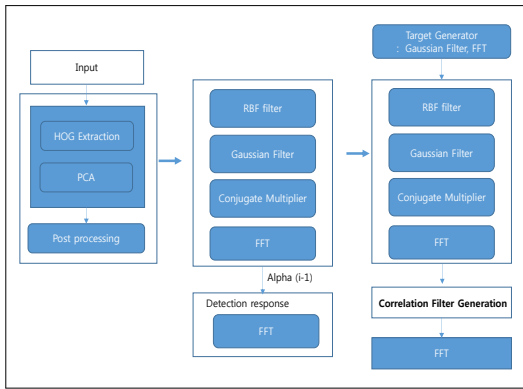 Input
HOG Extraction
PCA
Post processing
RBF filter
Gaussian Filter
Conjugate Multiplier
FFT
Alpha (i-1)
Detection response
FFT
Target Generator
: Gaussian Filter, FFT
RBF filter
Gaussian Filter
Conjugate Multiplier
FFT
Correlation Filter Generation
FFT